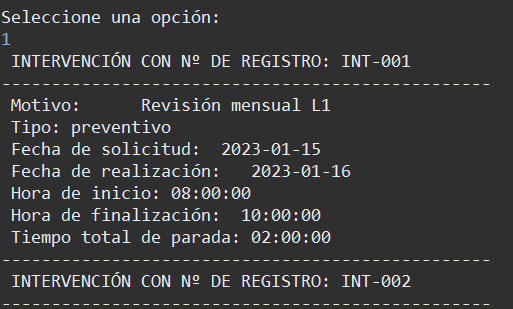 Seleccione una opción:
1
INTERVENCIÓN CON Nº DE REGISTRO: INT-001
-------------------------------------------------
Motivo:      Revisión mensual L1
Tipo: preventivo
Fecha de solicitud:  2023-01-15
Fecha de realización:   2023-01-16
Hora de inicio: 08:00:00
Hora de finalización:  10:00:00
Tiempo total de parada: 02:00:00
-------------------------------------------------
INTERVENCIÓN CON Nº DE REGISTRO: INT-002
-------------------------------------------------